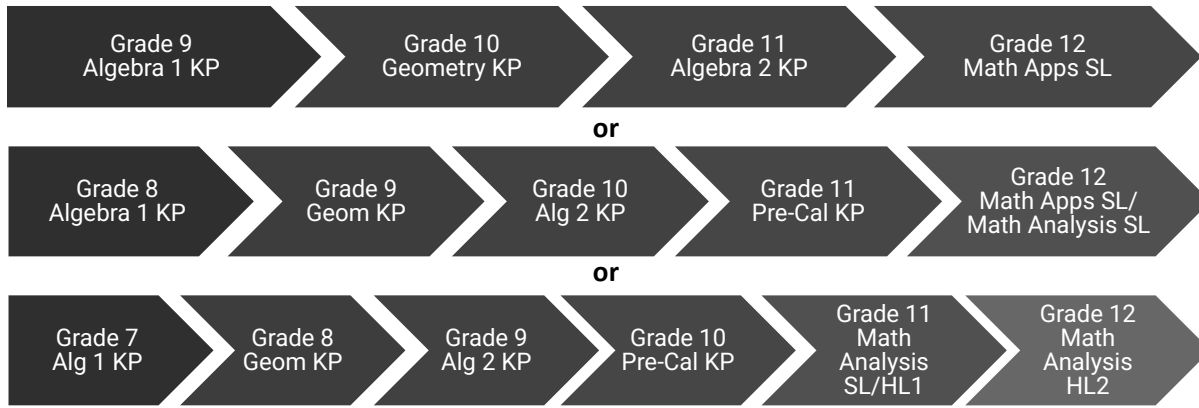 Grade 9
Algebra 1 KP
Grade 10
Geometry KP
Grade 11
Algebra 2 KP
Grade 12
Math Apps SL
or
Grade 8
Algebra 1 KP
Grade 9
Geom KP
Grade 10
Alg 2 KP
Grade 11
Pre-Cal KP
Grade 12
Math Apps SL/
Math Analysis SL
or
Grade 7
Alg 1 KP
Grade 8
Geom KP
Grade 9
Alg 2 KP
Grade 10
Pre-Cal KP
Grade 11
Math
Analysis
SL/HL1
Grade 12
Math
Analysis
HL2